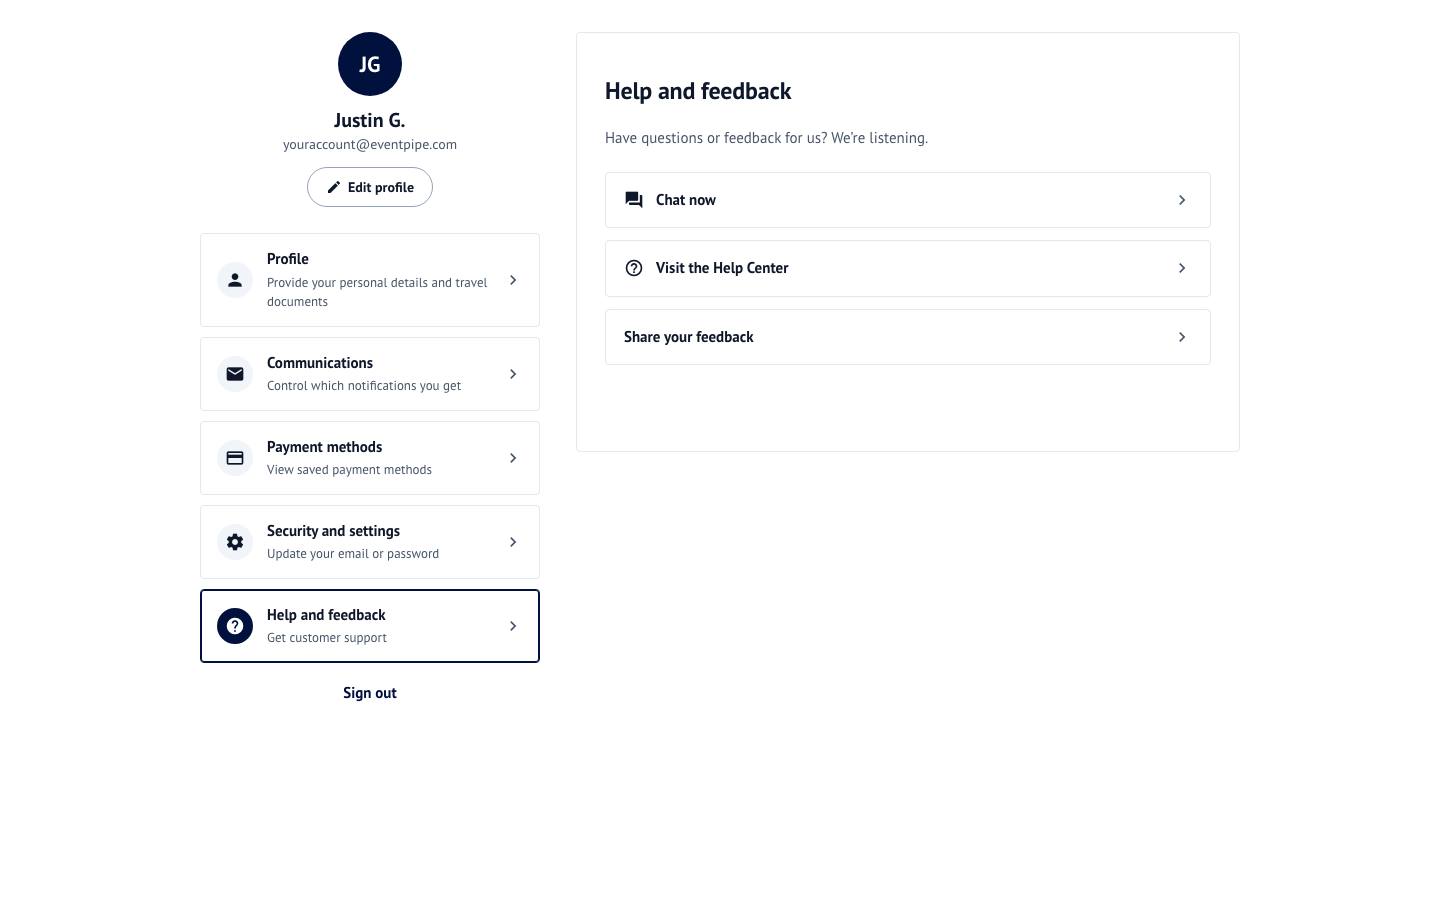 JG
Justin G.
youraccount@eventpipe.com
Edit profile
Profile
Provide your personal details and travel
documents
Communications
Control which notifications you get
Payment methods
View saved payment methods
Security and settings
Update your email or password
Help and feedback
Get customer support
Sign out
Help and feedback
Have questions or feedback for us? We're listening.
Chat now
Visit the Help Center
Share your feedback